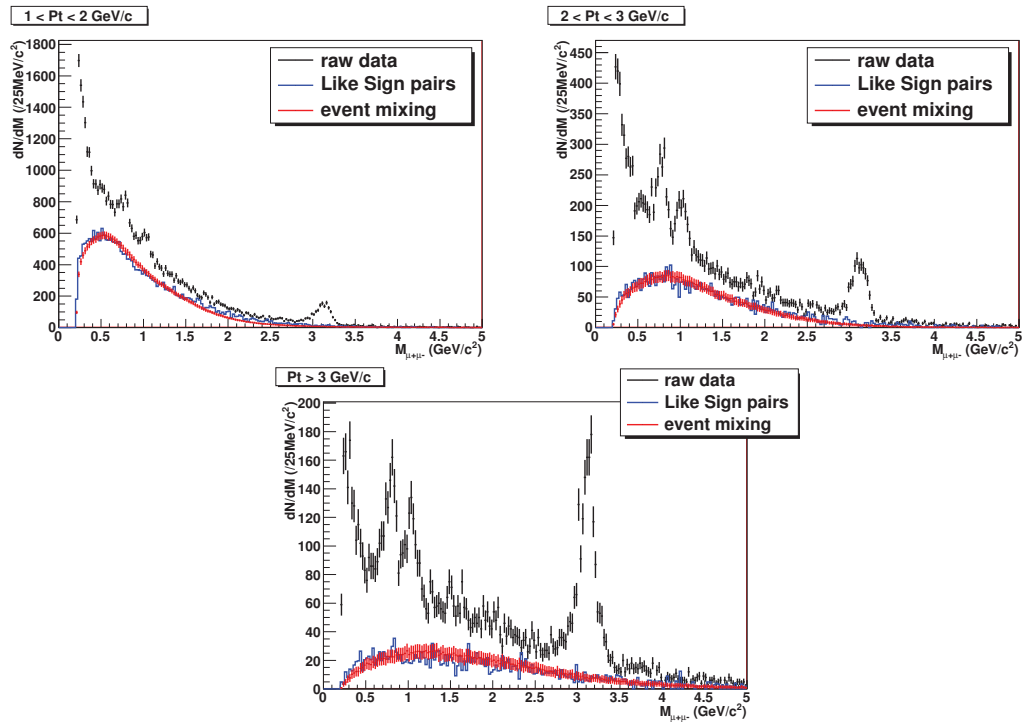 1 < Pt < 2 GeV/c
dN/dM (/25MeV/c²)
1800
1600
1400
1200
1000
800
600
400
200
0
raw data
Like Sign pairs
event mixing
0 0.5 1 1.5 2 2.5 3 3.5 4 4.5 5
M μ+μ- (GeV/c²)
2 < Pt < 3 GeV/c
dN/dM (/25MeV/c²)
450
400
350
300
250
200
150
100
50
0
raw data
Like Sign pairs
event mixing
0 0.5 1 1.5 2 2.5 3 3.5 4 4.5 5
M μ+μ- (GeV/c²)
Pt > 3 GeV/c
dN/dM (/25MeV/c²)
200
180
160
140
120
100
80
60
40
20
0
raw data
Like Sign pairs
event mixing
0 0.5 1 1.5 2 2.5 3 3.5 4 4.5 5
M μ+μ- (GeV/c²)